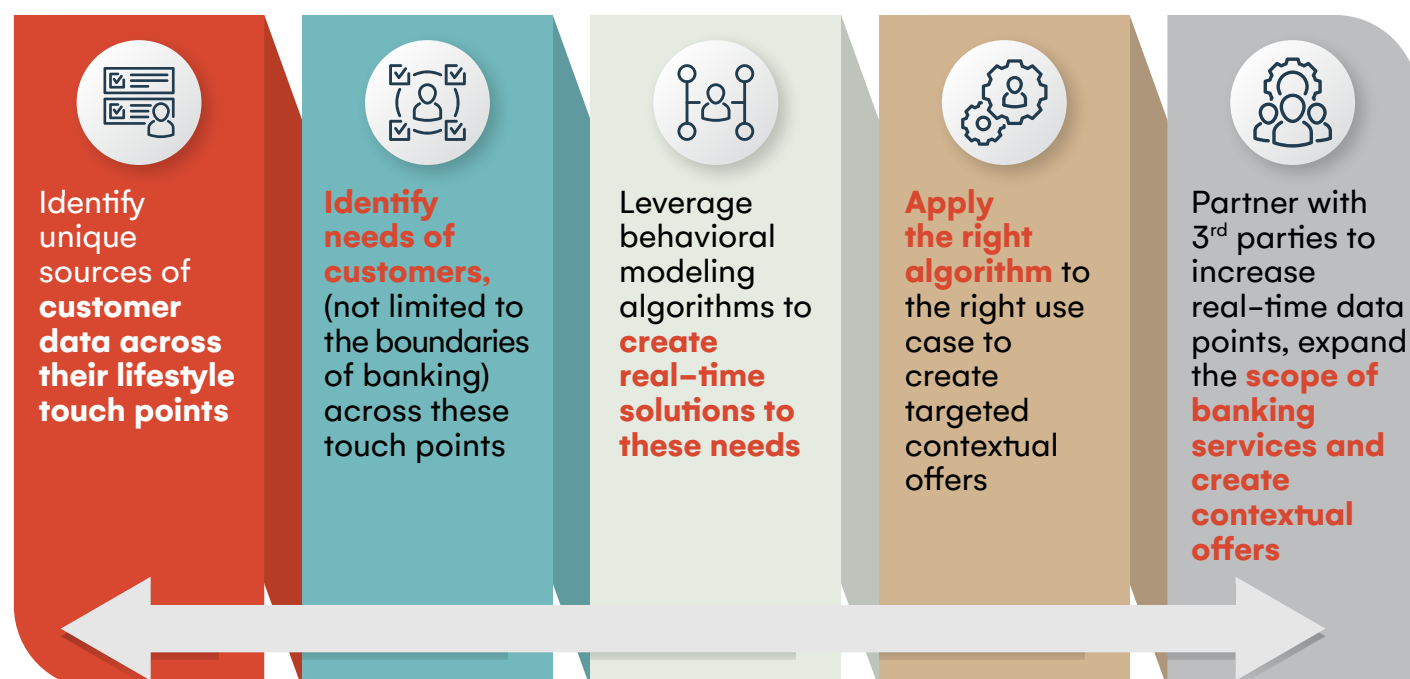 Identify
unique
sources of
customer
data across
their lifestyle
touch points
Identify
needs of
customers,
(not limited to
the boundaries
of banking)
across these
touch points
Leverage
behavioral
modeling
algorithms to
create
real-time
solutions to
these needs
Apply
the right
algorithm to
the right use
case to
create
targeted
contextual
offers
Partner with
3rd parties to
increase
real-time data
points, expand
the scope of
banking
services and
create
contextual
offers